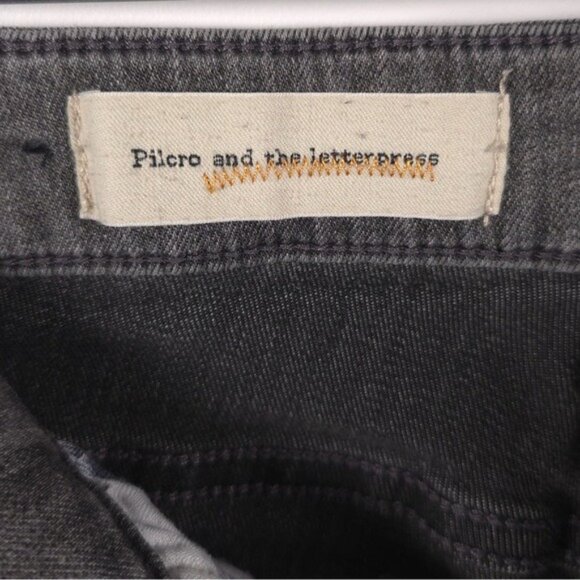 Pilcro and the letterpress